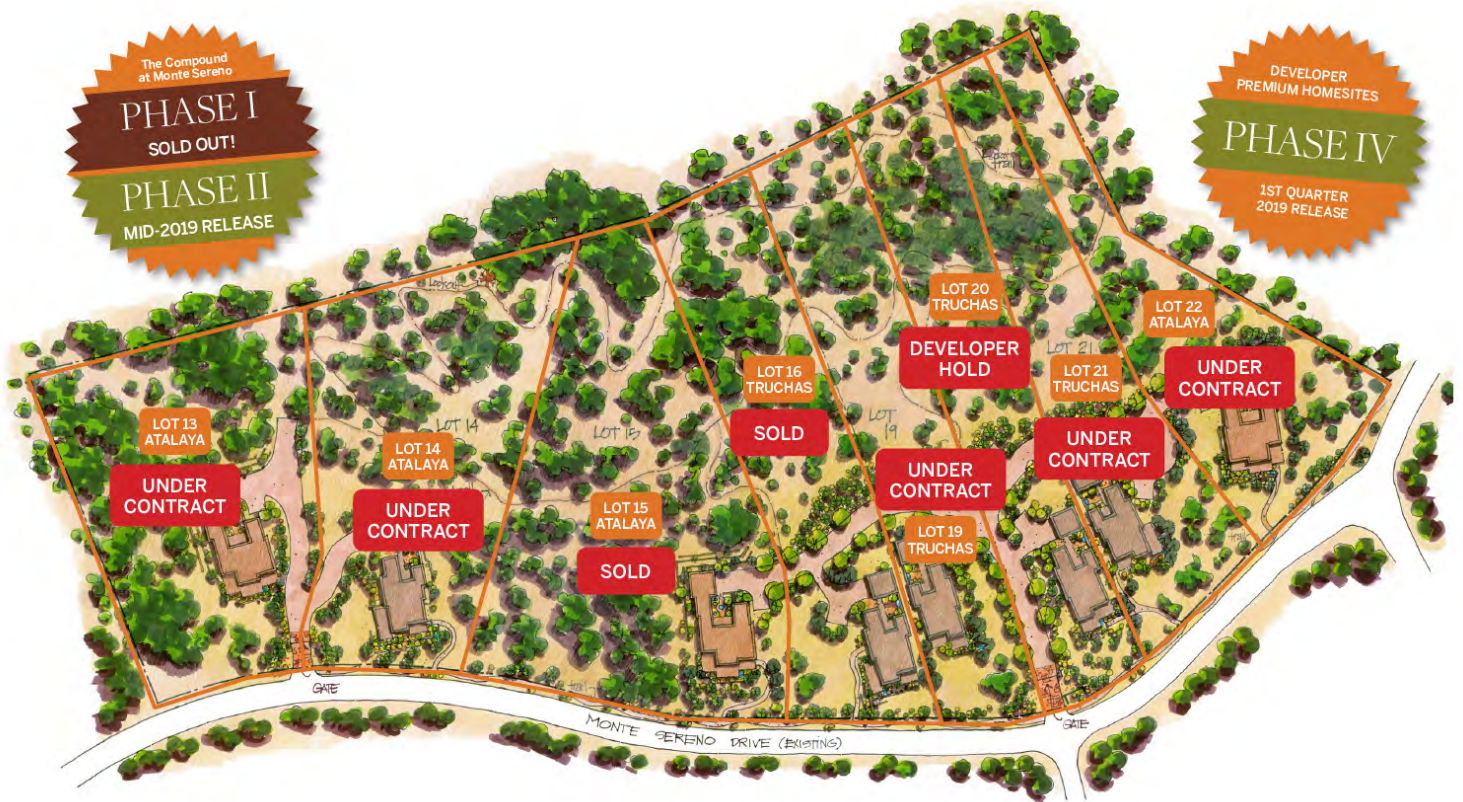 The Compound
at Monte Sereno
PHASE I
SOLD OUT!
PHASE II
MID-2019 RELEASE
DEVELOPER
PREMIUM HOMESITES
PHASE IV
1ST QUARTER
2019 RELEASE
LOT 13
ATALAYA
UNDER
CONTRACT
LOT 14
LOT 14
ATALAYA
UNDER
CONTRACT
LOT 15
LOT 15
ATALAYA
SOLD
LOT 16
TRUCHAS
SOLD
LOT
19
UNDER
CONTRACT
LOT 19
TRUCHAS
LOT 20
TRUCHAS
DEVELOPER
HOLD
LOT 21
LOT 21
TRUCHAS
UNDER
CONTRACT
LOT 22
ATALAYA
UNDER
CONTRACT
trail
trail
GATE
MONTE SERENO DRIVE (EXISTING)
GATE